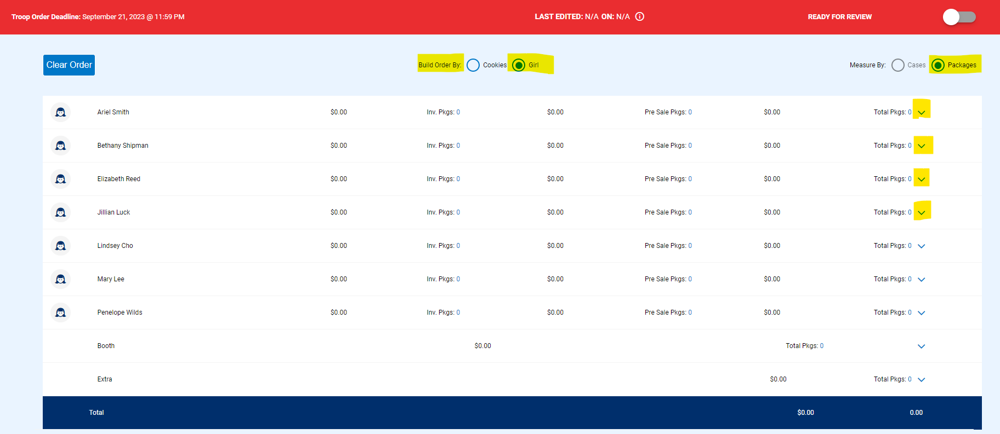 Troop Order Deadline: September 21, 2023 @ 11:59 PM LAST EDITED: N/A ON: N/A READY FOR REVIEW
Clear Order Build Order By: Cookies Girl Measure By: Cases Packages
Ariel Smith $0.00 Inv. Pkgs: 0 $0.00 Pre Sale Pkgs: 0 $0.00 Total Pkgs: 0
Bethany Shipman $0.00 Inv. Pkgs: 0 $0.00 Pre Sale Pkgs: 0 $0.00 Total Pkgs: 0
Elizabeth Reed $0.00 Inv. Pkgs: 0 $0.00 Pre Sale Pkgs: 0 $0.00 Total Pkgs: 0
Jillian Luck $0.00 Inv. Pkgs: 0 $0.00 Pre Sale Pkgs: 0 $0.00 Total Pkgs: 0
Lindsey Cho $0.00 Inv. Pkgs: 0 $0.00 Pre Sale Pkgs: 0 $0.00 Total Pkgs: 0
Mary Lee $0.00 Inv. Pkgs: 0 $0.00 Pre Sale Pkgs: 0 $0.00 Total Pkgs: 0
Penelope Wilds $0.00 Inv. Pkgs: 0 $0.00 Pre Sale Pkgs: 0 $0.00 Total Pkgs: 0
Booth $0.00 Total Pkgs: 0
Extra $0.00 Total Pkgs: 0
Total $0.00 0.00